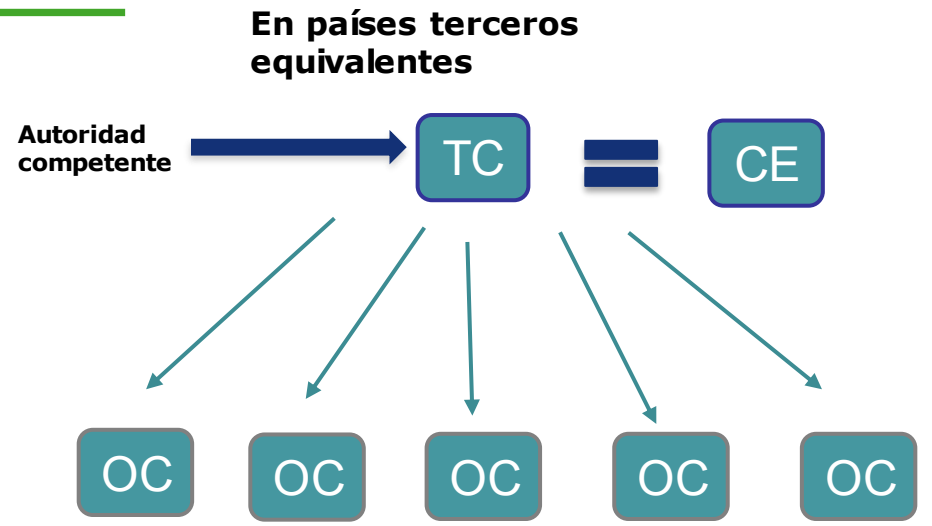 En países terceros
equivalentes
Autoridad
competente
TC
CE
OC
OC
OC
OC
OC